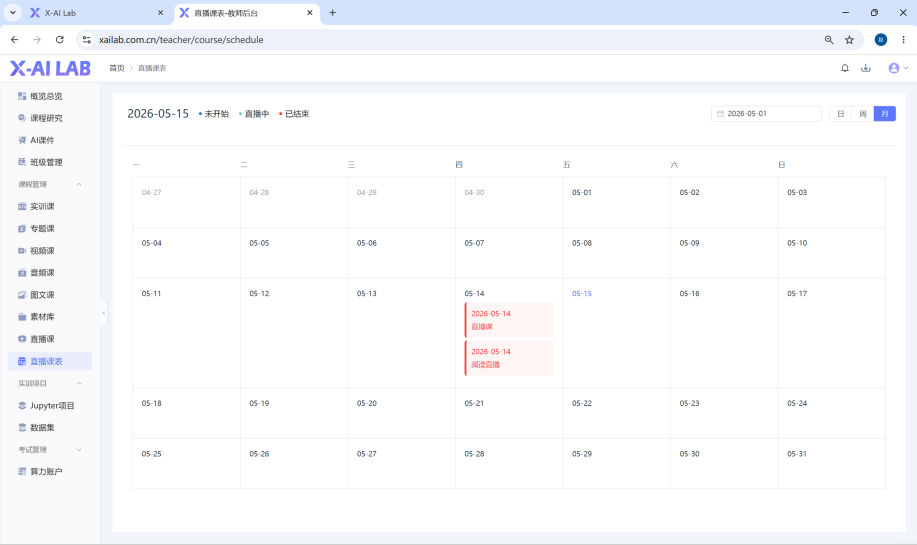 X-AI Lab
直播课表-教师后台
xailab.com.cn/teacher/course/schedule
X-AI LAB
首页 > 直播课表
概览总览
课程研究
AI课件
班级管理
课程管理
实训课
专题课
视频课
音频课
图文课
素材库
直播课
直播课表
实训项目
Jupyter项目
数据集
考试管理
算力账户
2026-05-15 未开始 直播中 已结束
2026-05-01 日 周 月
一 二 三 四 五 六 日
04-27 04-28 04-29 04-30 05-01 05-02 05-03
05-04 05-05 05-06 05-07 05-08 05-09 05-10
05-11 05-12 05-13 05-14 05-15 05-16 05-17
2026-05-14
直播课
2026-05-14
阅读直播
05-18 05-19 05-20 05-21 05-22 05-23 05-24
05-25 05-26 05-27 05-28 05-29 05-30 05-31